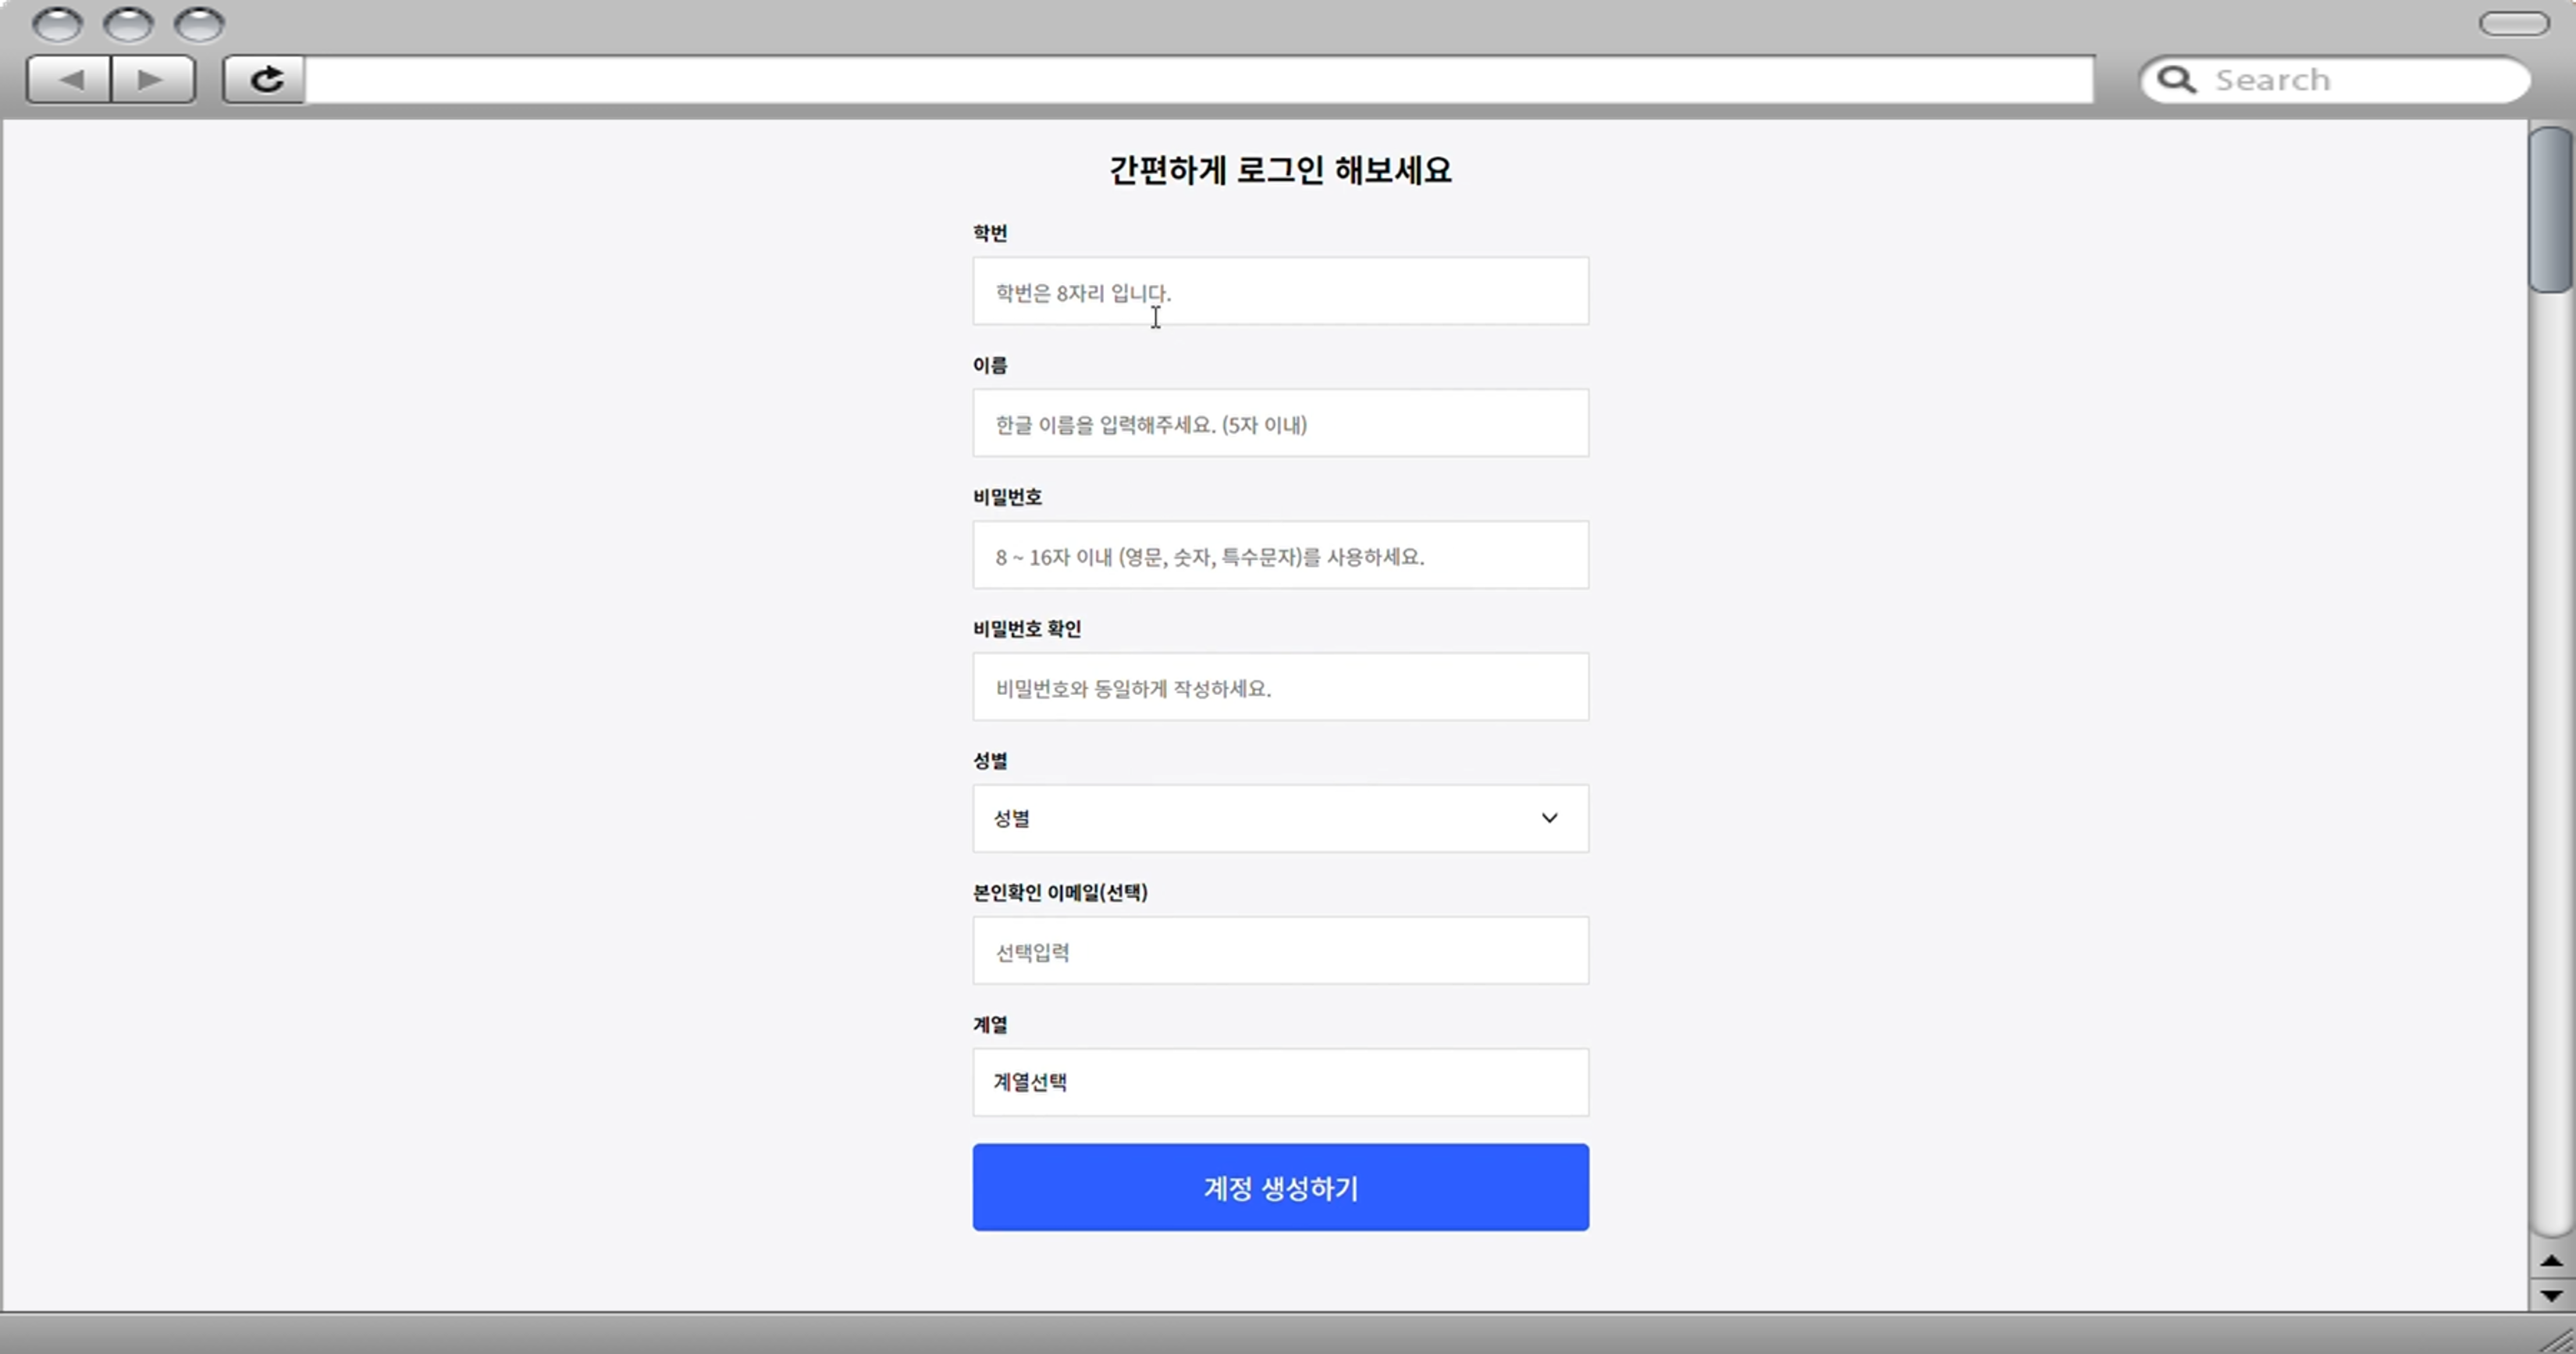 Search
간편하게 로그인 해보세요
학번
학번은 8자리 입니다.
이름
한글 이름을 입력해주세요. (5자 이내)
비밀번호
8 ~ 16자 이내 (영문, 숫자, 특수문자)를 사용하세요.
비밀번호 확인
비밀번호와 동일하게 작성하세요.
성별
성별
본인확인 이메일(선택)
선택입력
계열
계열선택
계정 생성하기